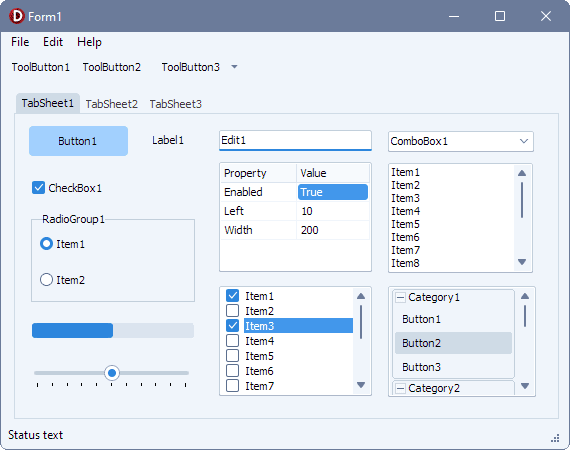 Form1
File Edit Help
ToolButton1 ToolButton2 ToolButton3
TabSheet1 TabSheet2 TabSheet3
Button1
Label1
Edit1
ComboBox1
CheckBox1
RadioGroup1
Item1
Item2
Property Value
Enabled True
Left 10
Width 200
Item1
Item2
Item3
Item4
Item5
Item6
Item7
Item8
Item1
Item2
Item3
Item4
Item5
Item6
Item7
Category1
Button1
Button2
Button3
Category2
Status text